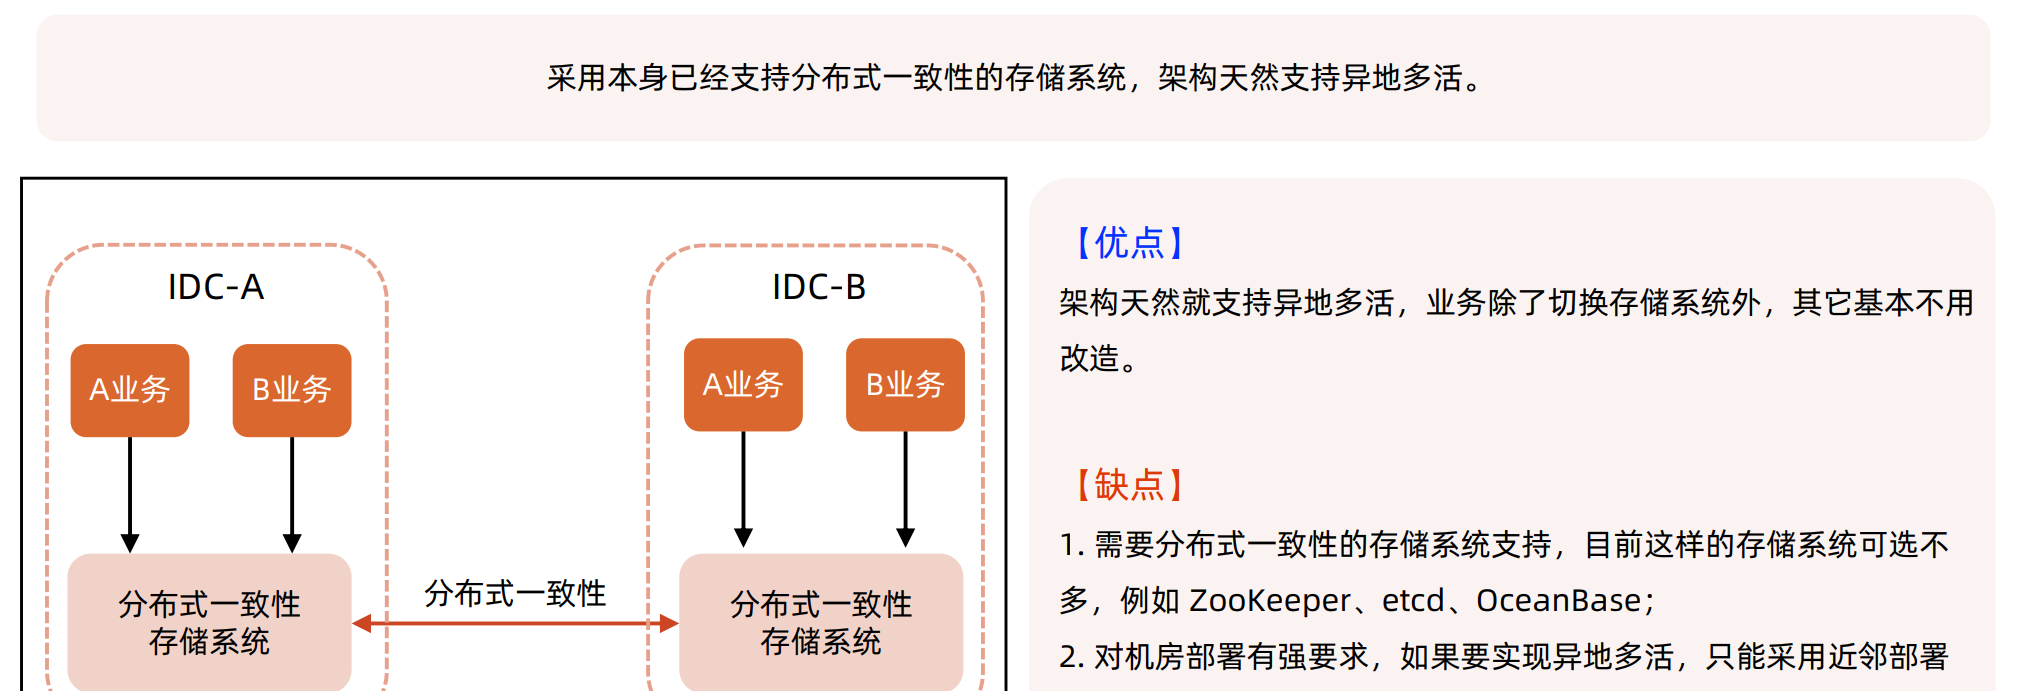 采用本身已经支持分布式一致性的存储系统，架构天然支持异地多活。
IDC-A
A业务
B业务
分布式一致性
存储系统
分布式一致性
IDC-B
A业务
B业务
分布式一致性
存储系统
【优点】
架构天然就支持异地多活，业务除了切换存储系统外，其它基本不用
改造。
【缺点】
1. 需要分布式一致性的存储系统支持，目前这样的存储系统可选不
多，例如 ZooKeeper、etcd、OceanBase；
2. 对机房部署有强要求，如果要实现异地多活，只能采用近邻部署